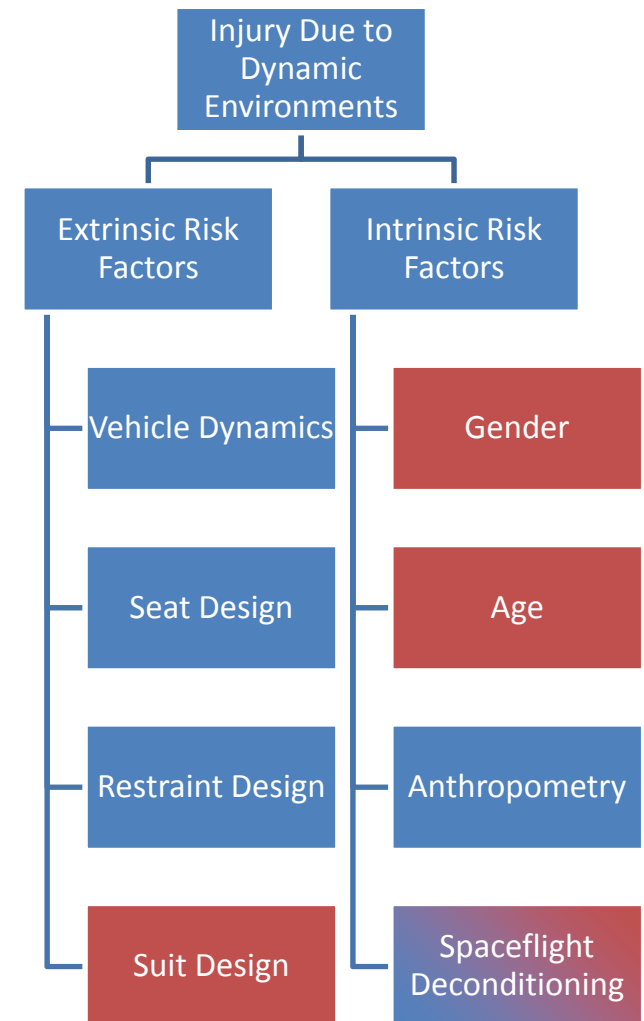 Injury Due to
Dynamic
Environments
Extrinsic Risk
Factors
Intrinsic Risk
Factors
Vehicle Dynamics
Gender
Seat Design
Age
Restraint Design
Anthropometry
Suit Design
Spaceflight
Deconditioning